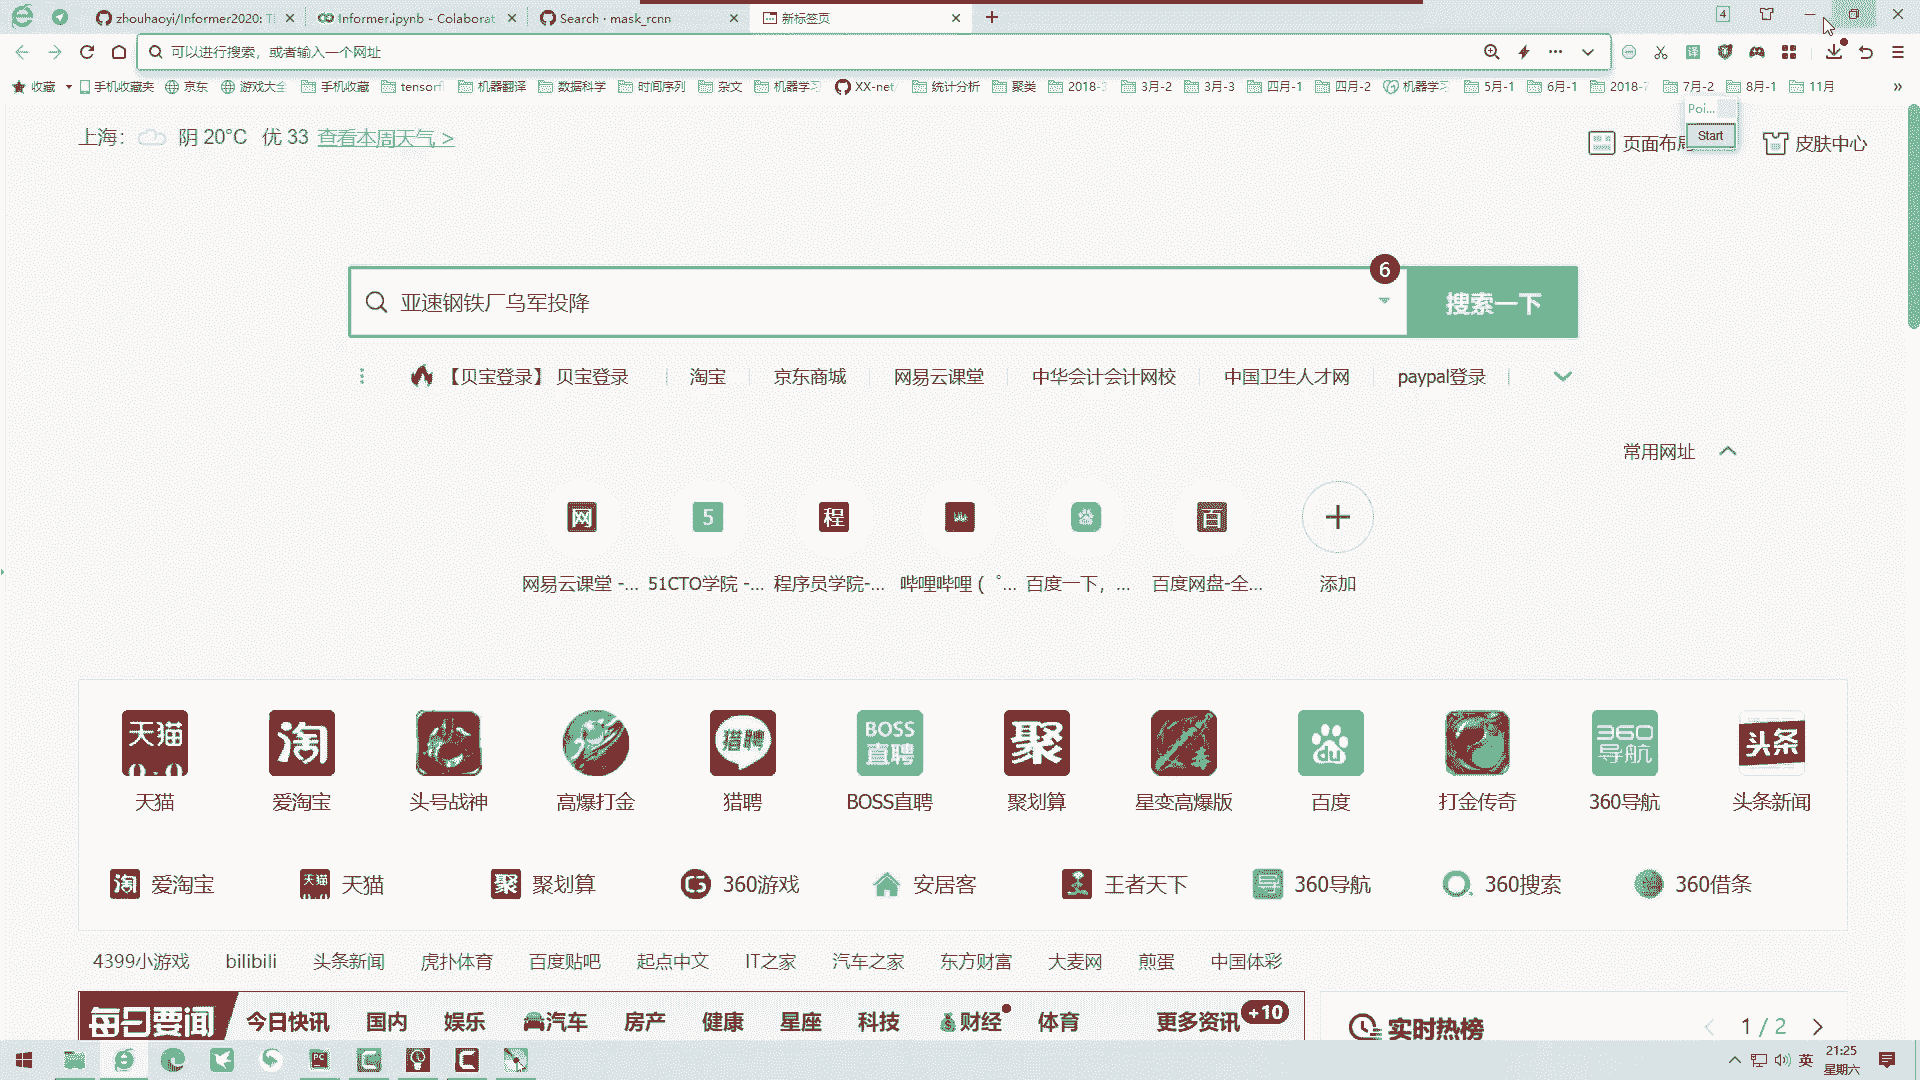 zhouhaoyi/Informer2020: Tl
Informer.ipynb - Colaborat
Search · mask_rcnn
新标签页
4
可以进行搜索，或者输入一个网址
收藏 手机收藏夹 京东 游戏大全 手机收藏 tensorf 机器翻译 数据科学 时间序列 杂文 机器学习 XX-net/ 统计分析 聚类 2018-3 3月-2 3月-3 四月-1 四月-2 机器学习 5月-1 6月-1 2018-7 7月-2 8月-1 11月 »
Poi...
Start
上海： 阴 20°C 优 33 查看本周天气 >
页面布局 皮肤中心
6
亚速钢铁厂乌军投降 搜索一下
【贝宝登录】 贝宝登录 淘宝 京东商城 网易云课堂 中华会计会计网校 中国卫生人才网 paypal登录
常用网址
网 5 程 百
网易云课堂 -... 51CTO学院 -... 程序员学院-... 哔哩哔哩 ( ゜... 百度一下，... 百度网盘-全... 添加
天猫 淘 猎聘 BOSS直聘 聚 du 360导航 头条
天猫 爱淘宝 头号战神 高爆打金 猎聘 BOSS直聘 聚划算 星变高爆版 百度 打金传奇 360导航 头条新闻
淘 爱淘宝 天猫 天猫 聚 聚划算 360游戏 安居客 王者天下 导 360导航 360搜索 360借条
4399小游戏 bilibili 头条新闻 虎扑体育 百度贴吧 起点中文 IT之家 汽车之家 东方财富 大麦网 煎蛋 中国体彩
每日要闻 今日快讯 国内 娱乐 汽车 房产 健康 星座 科技 财经 体育 更多资讯 +10
实时热榜 1 / 2
PC
英
21:25
星期六